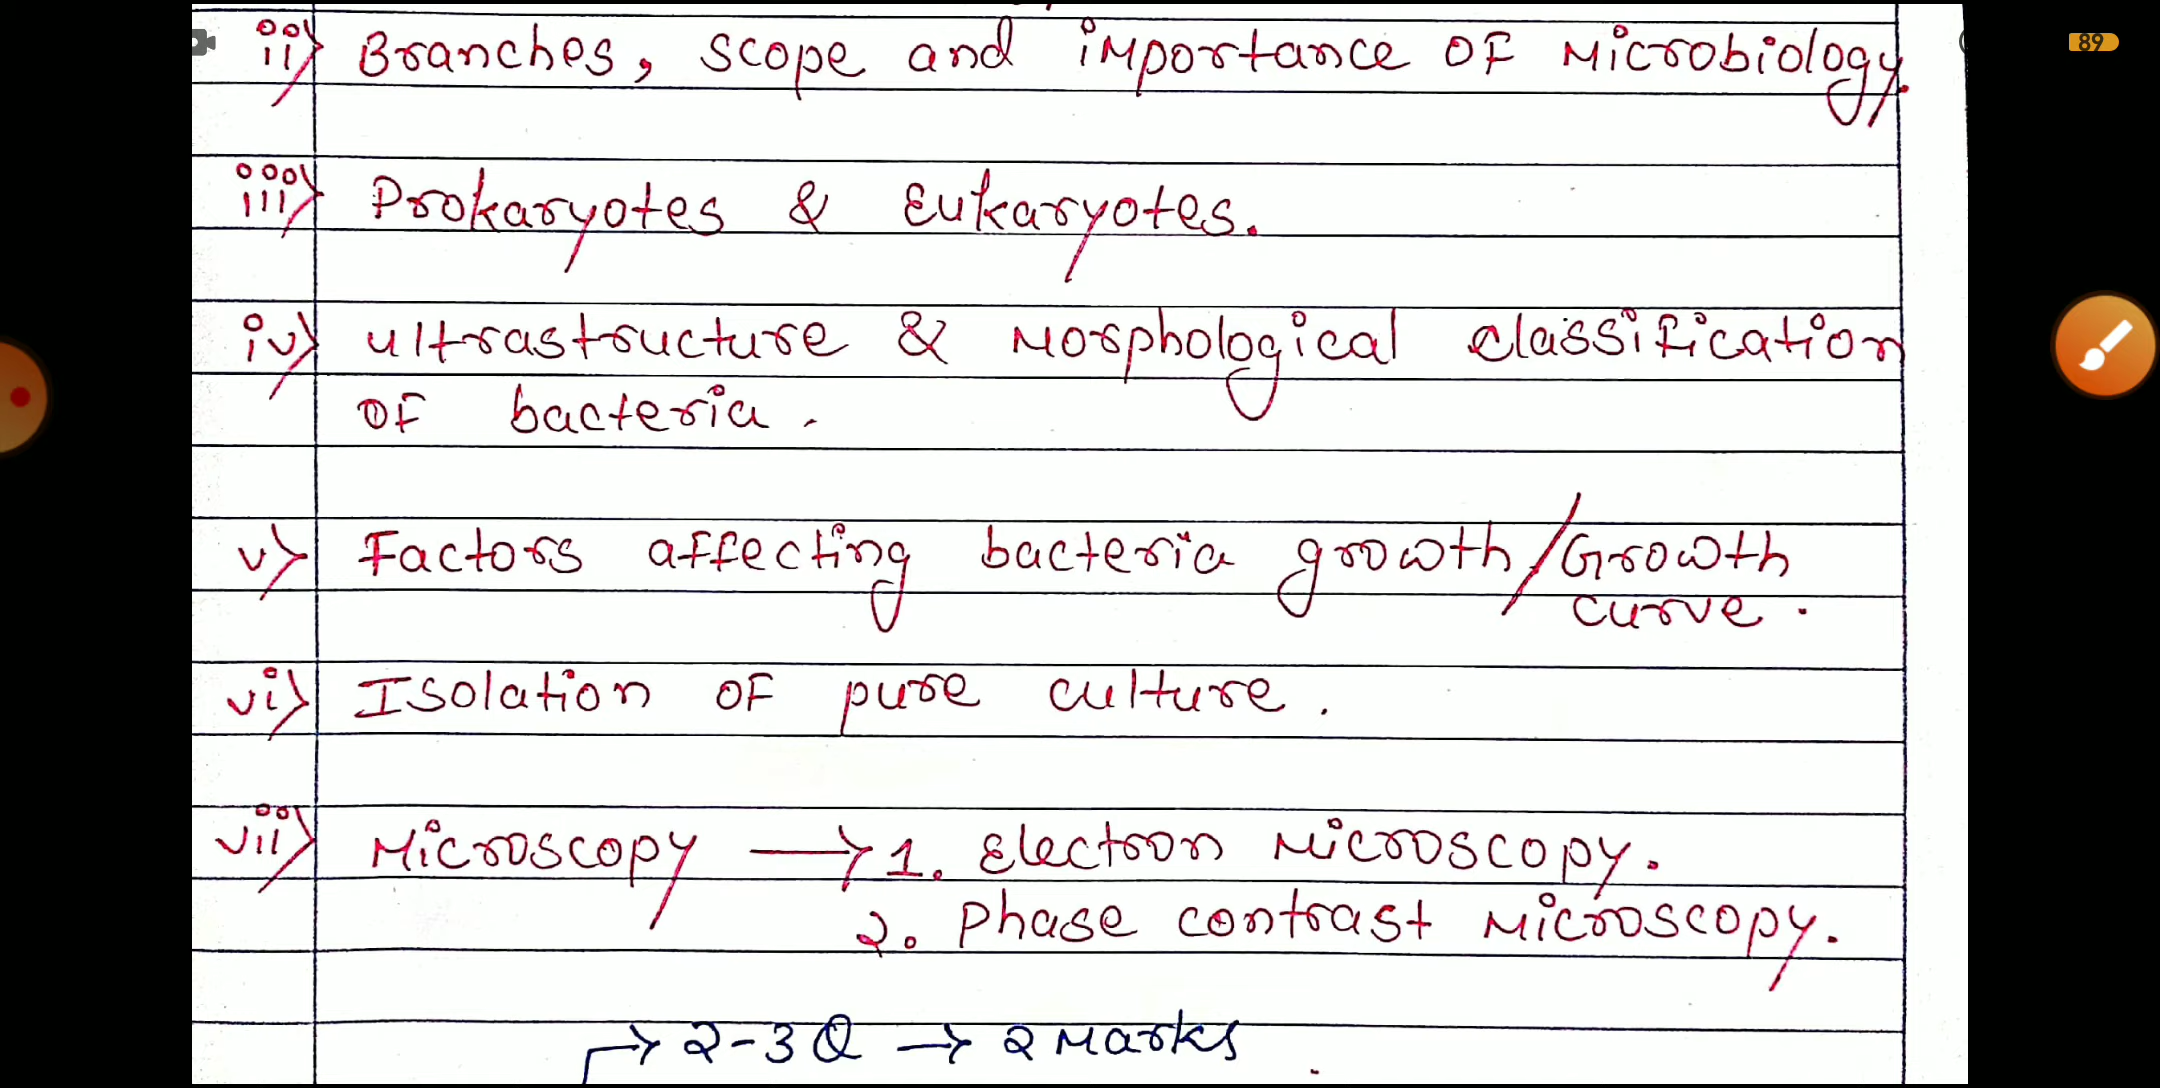 ii) Branches, scope and importance OF Microbiology.
iii) Prokaryotes & Eukaryotes.
iv) Ultrastructure & Morphological classification
OF bacteria.
v) Factors affecting bacteria growth/Growth
curve.
vi) Isolation OF pure culture.
vii) Microscopy → 1. Electron Microscopy.
2. Phase contrast Microscopy.
→ 2-3 Q → 2 Marks.
89